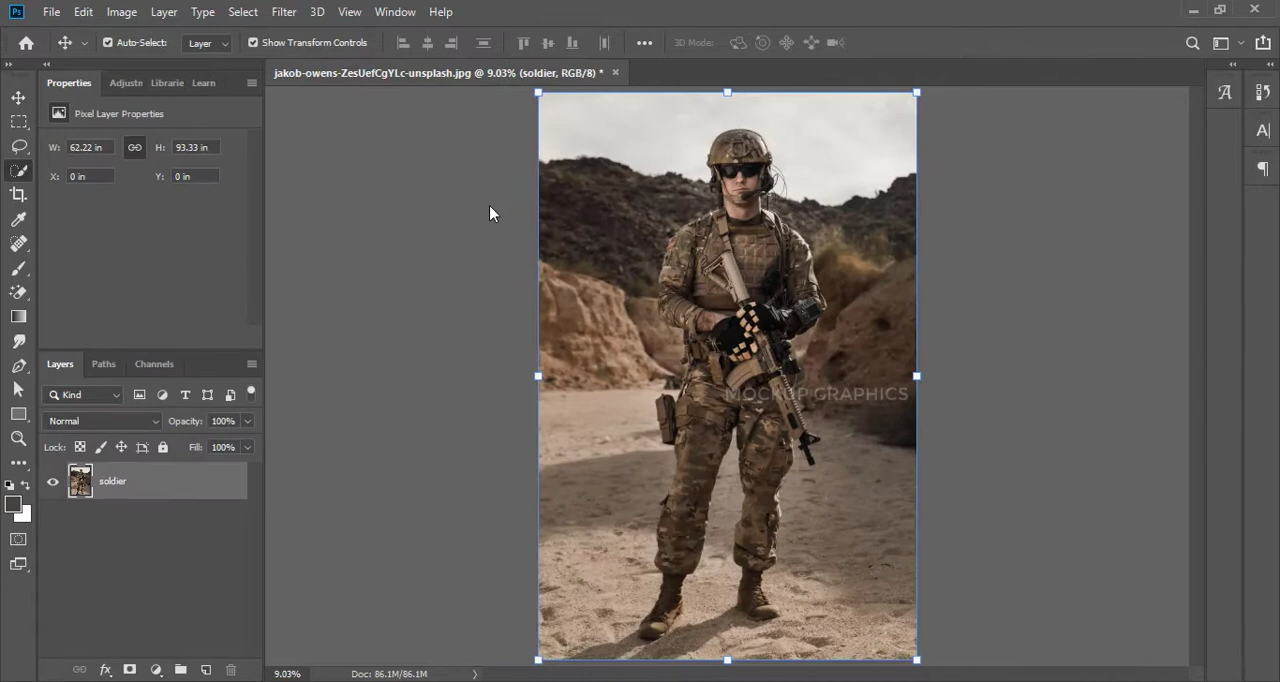 Ps File Edit Image Layer Type Select Filter 3D View Window Help
Auto-Select: Layer Show Transform Controls 3D Mode:
jakob-owens-ZesUefCgYLc-unsplash.jpg @ 9.03% (soldier, RGB/8) *
Properties Adjustn Librarie Learn
Pixel Layer Properties
W: 62.22 in H: 93.33 in
X: 0 in Y: 0 in
MOCKUP GRAPHICS
Layers Paths Channels
Kind
Normal Opacity: 100%
Lock: Fill: 100%
soldier
fx
9.03% Doc: 86.1M/86.1M